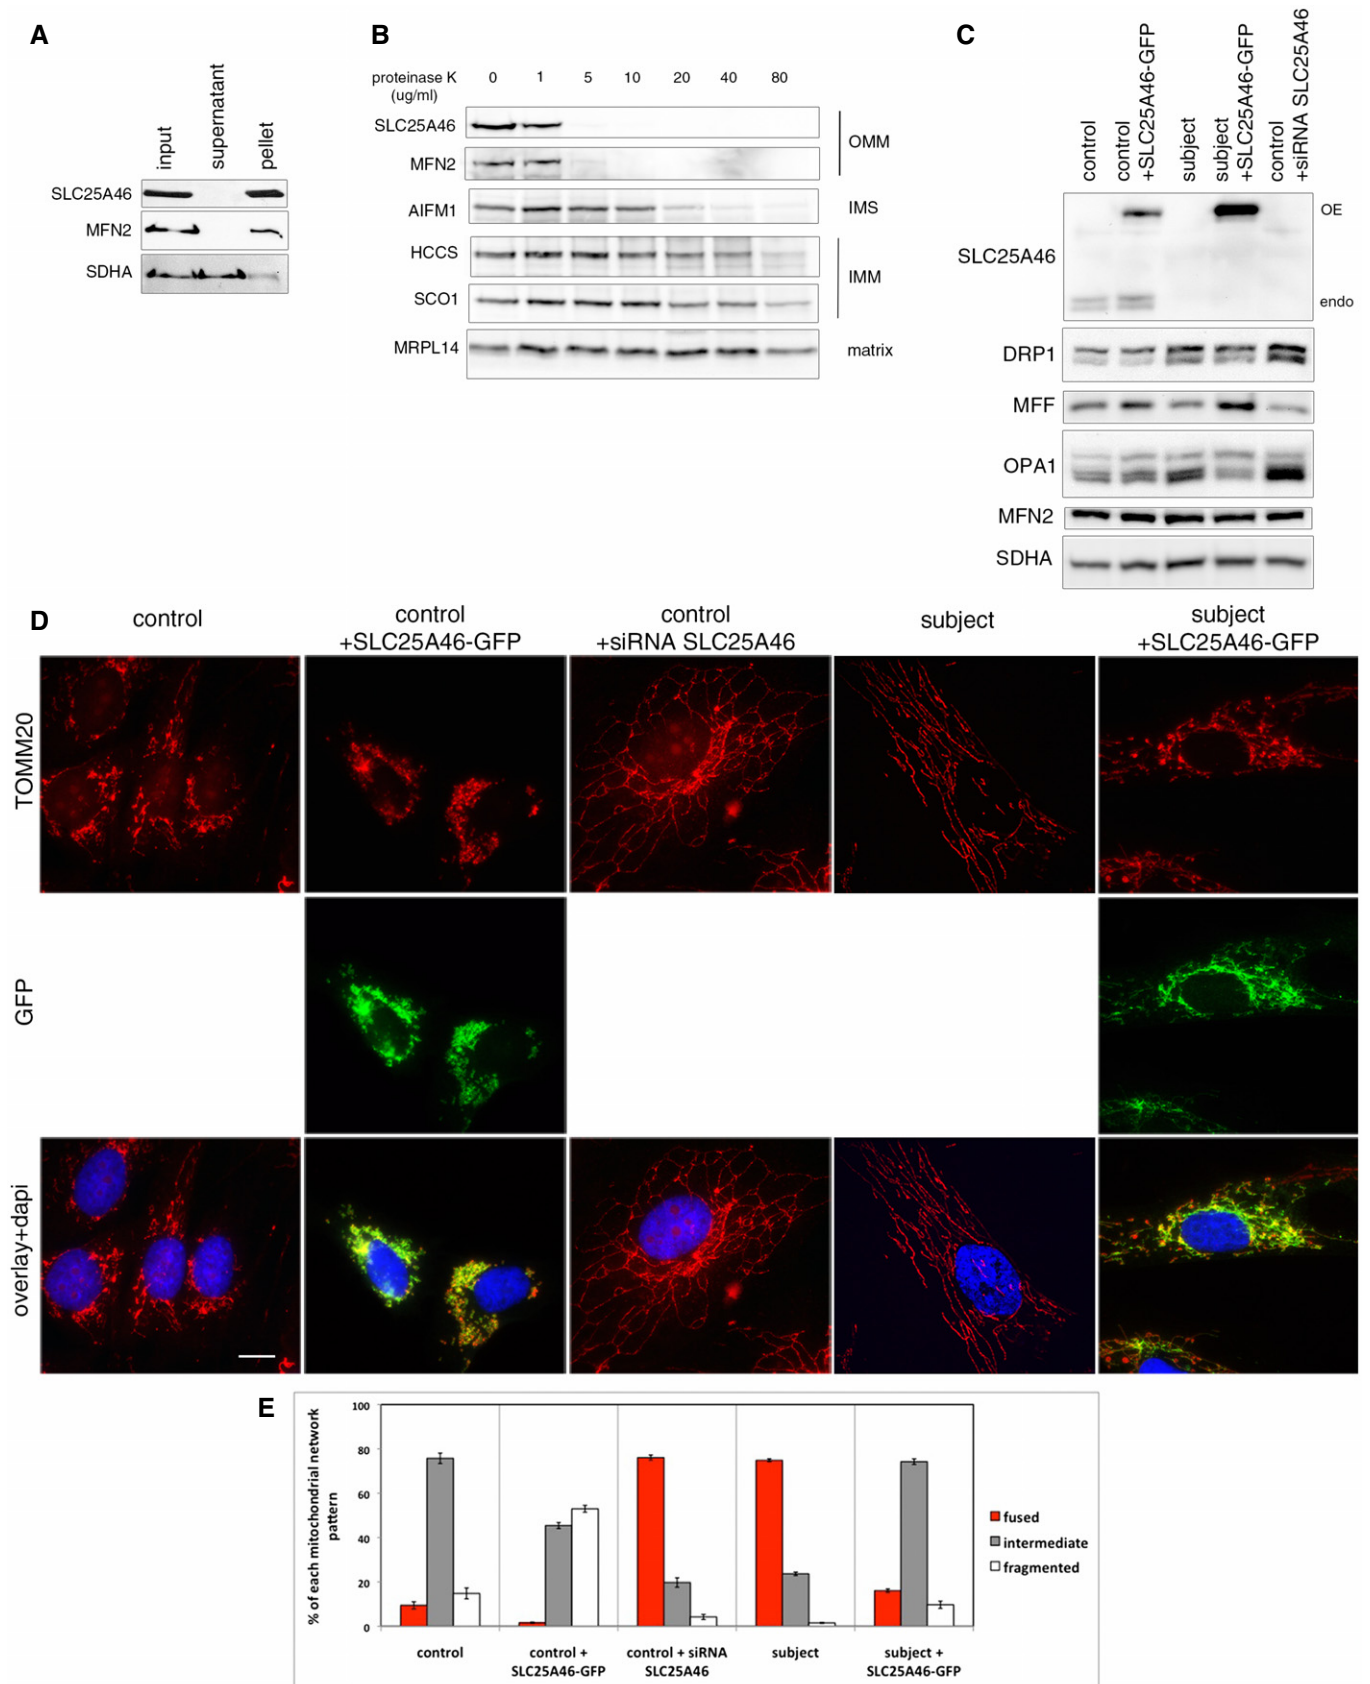 A
input
supernatant
pellet
SLC25A46
MFN2
SDHA
B
proteinase K
(ug/ml)
0 1 5 10 20 40 80
SLC25A46
MFN2
OMM
AIFM1
IMS
HCCS
SCO1
IMM
MRPL14
matrix
C
control
control
+SLC25A46-GFP
subject
subject
+SLC25A46-GFP
control
+siRNA SLC25A46
SLC25A46
OE
endo
DRP1
MFF
OPA1
MFN2
SDHA
D
control
control
+SLC25A46-GFP
control
+siRNA SLC25A46
subject
subject
+SLC25A46-GFP
TOMM20
GFP
overlay+dapi
E
% of each mitochondrial network
pattern
100
80
60
40
20
0
control
control +
SLC25A46-GFP
control + siRNA
SLC25A46
subject
subject +
SLC25A46-GFP
fused
intermediate
fragmented